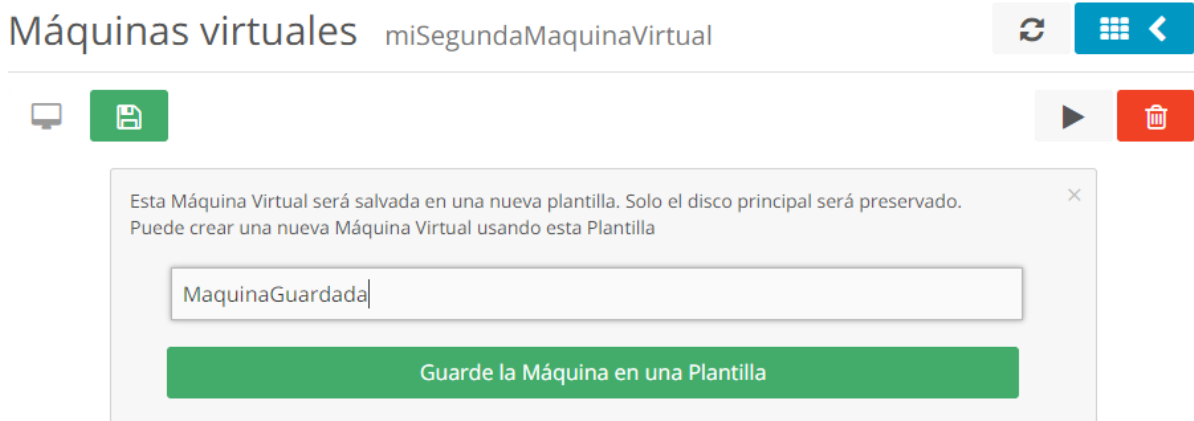 Máquinas virtuales miSegundaMaquinaVirtual
Esta Máquina Virtual será salvada en una nueva plantilla. Solo el disco principal será preservado.
Puede crear una nueva Máquina Virtual usando esta Plantilla
MaquinaGuardada
Guarde la Máquina en una Plantilla